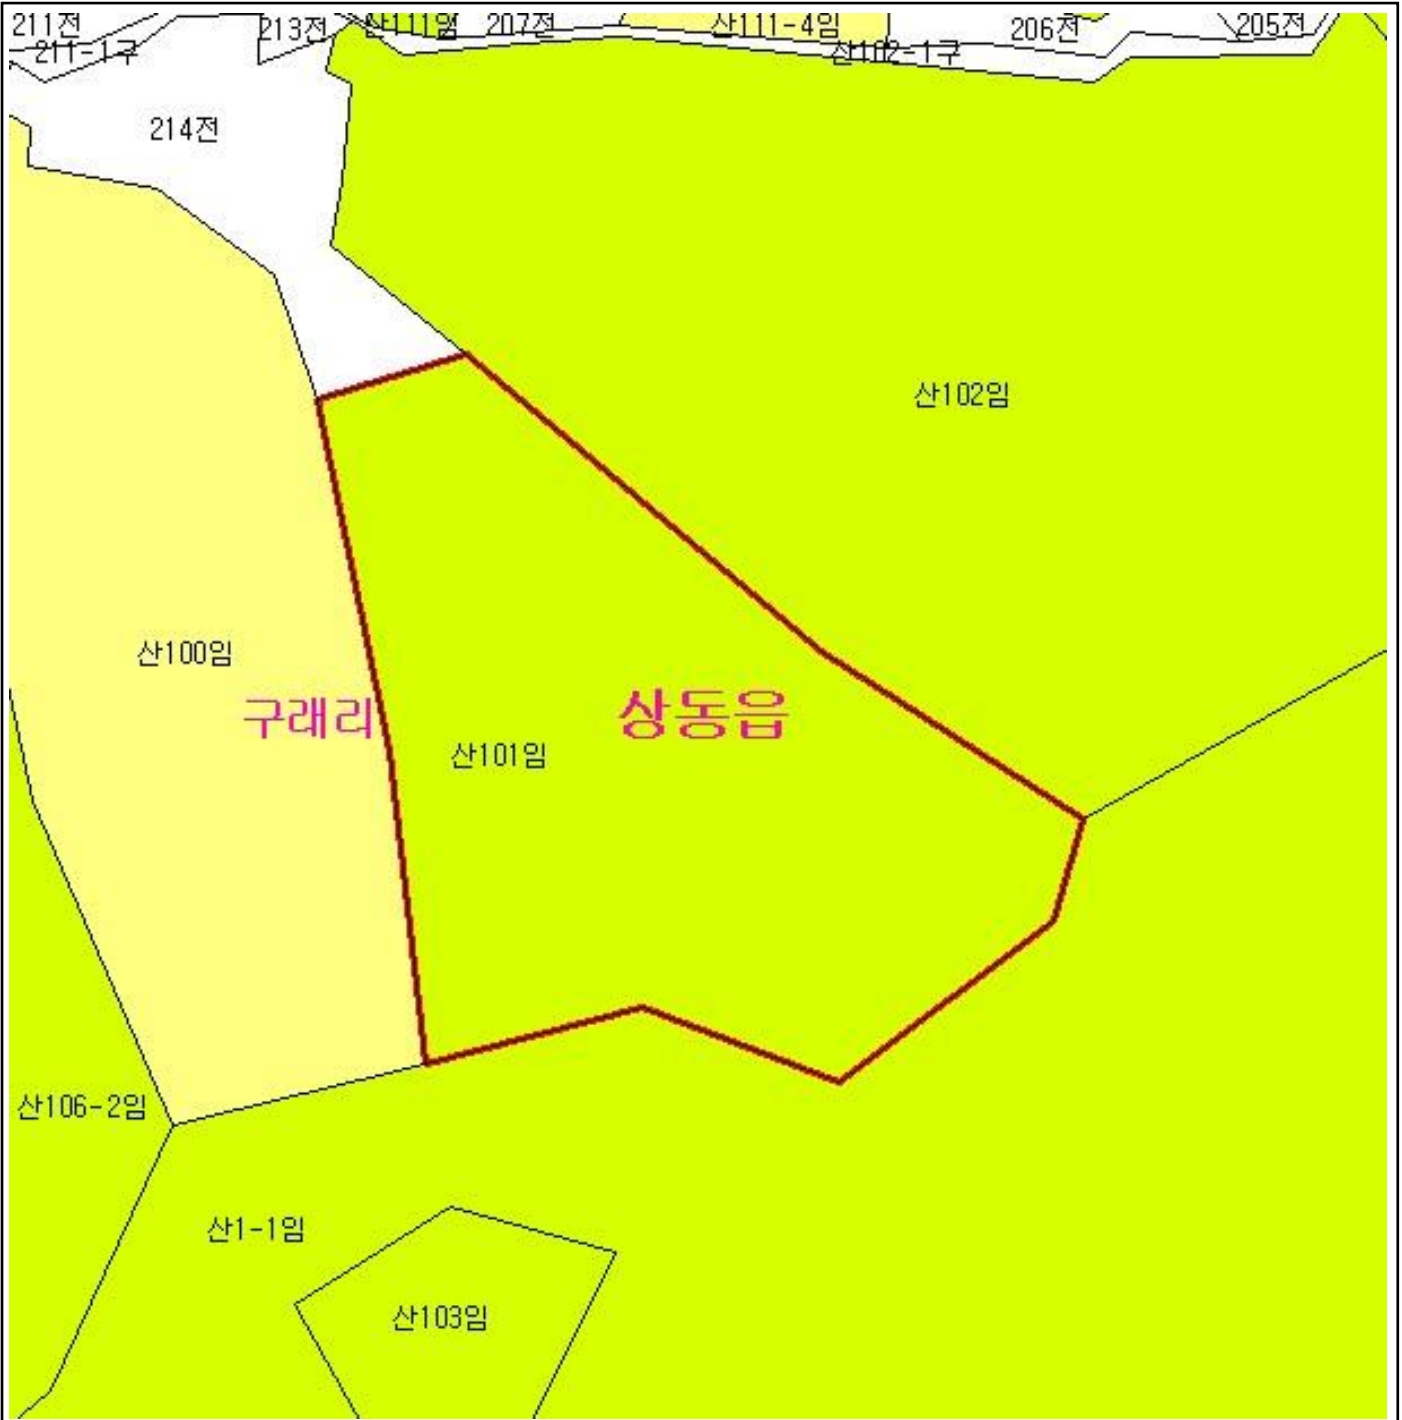 211전
213전
산111임
207전
산111-4임
206전
205전
211-1구
산102-1구
214전
산102임
산100임
구래리
상동읍
산101임
산106-2임
산1-1임
산103임